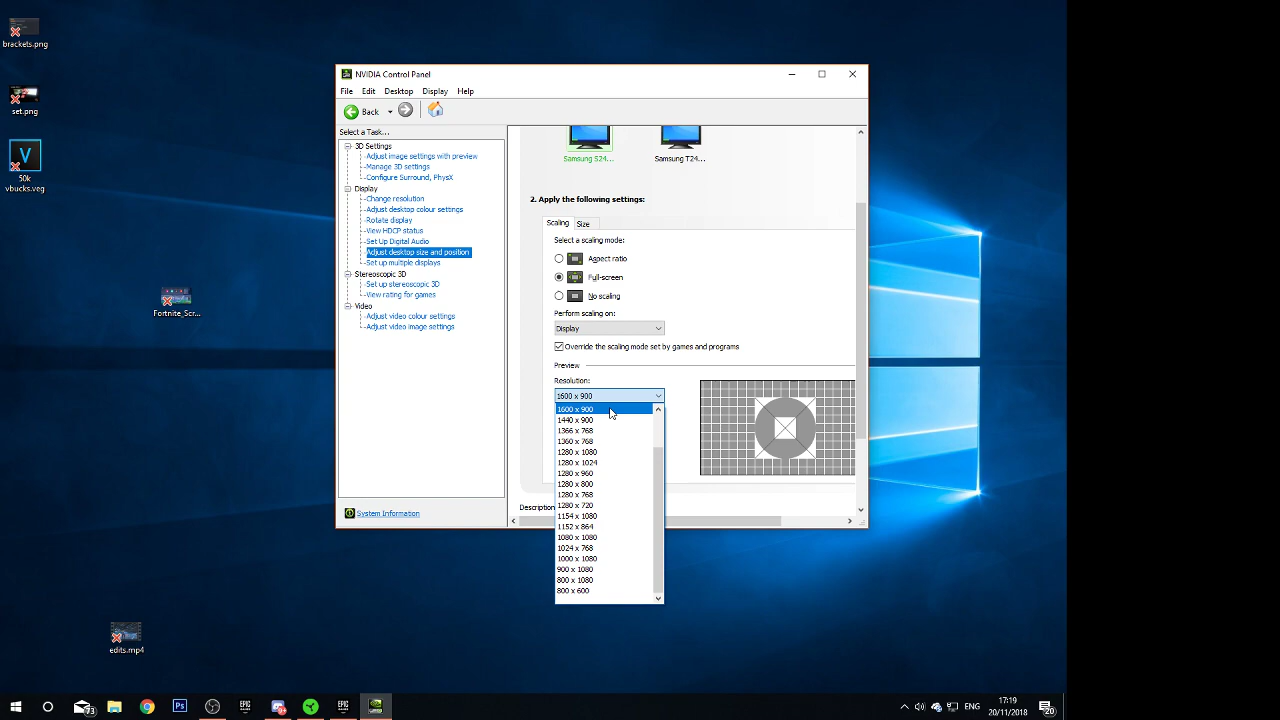 brackets.png
set.png
V
50k
vbucks.veg
Fortnite_Scr...
edits.mp4
NVIDIA Control Panel
File Edit Desktop Display Help
Back
Select a Task...
3D Settings
Adjust image settings with preview
Manage 3D settings
Configure Surround, PhysX
Display
Change resolution
Adjust desktop colour settings
Rotate display
View HDCP status
Set Up Digital Audio
Adjust desktop size and position
Set up multiple displays
Stereoscopic 3D
Set up stereoscopic 3D
View rating for games
Video
Adjust video colour settings
Adjust video image settings
System Information
Samsung S24... Samsung T24...
2. Apply the following settings:
Scaling Size
Select a scaling mode:
Aspect ratio
Full-screen
No scaling
Perform scaling on:
Display
Override the scaling mode set by games and programs
Preview
Resolution:
1600 x 900
1600 x 900
1440 x 900
1366 x 768
1360 x 768
1280 x 1080
1280 x 1024
1280 x 960
1280 x 800
1280 x 768
1280 x 720
1154 x 1080
1152 x 864
1080 x 1080
1024 x 768
1000 x 1080
900 x 1080
800 x 1080
800 x 600
Description
73
Ps
EPIC
EPIC
ENG
17:19
20/11/2018
20